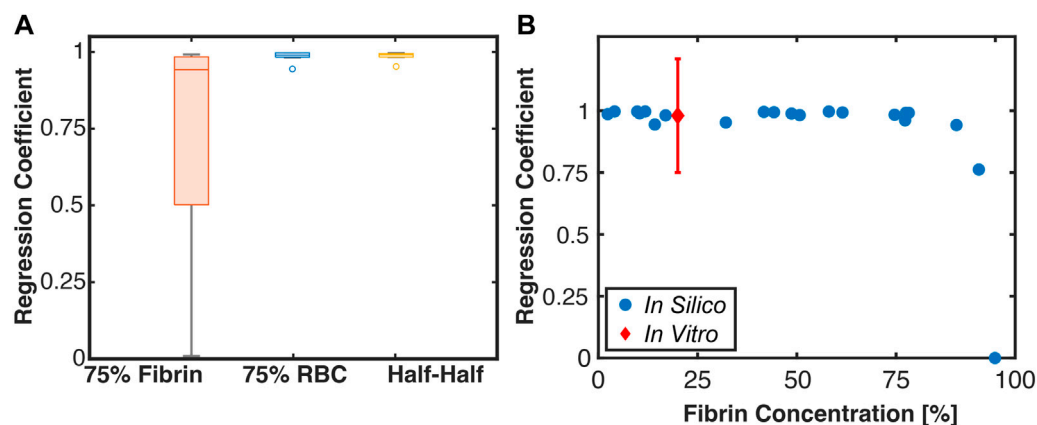 A
Regression Coefficient
1
0.75
0.5
0.25
0
75% Fibrin
75% RBC
Half-Half
B
Regression Coefficient
1
0.75
0.5
0.25
0
In Silico
In Vitro
0
25
50
75
100
Fibrin Concentration [%]